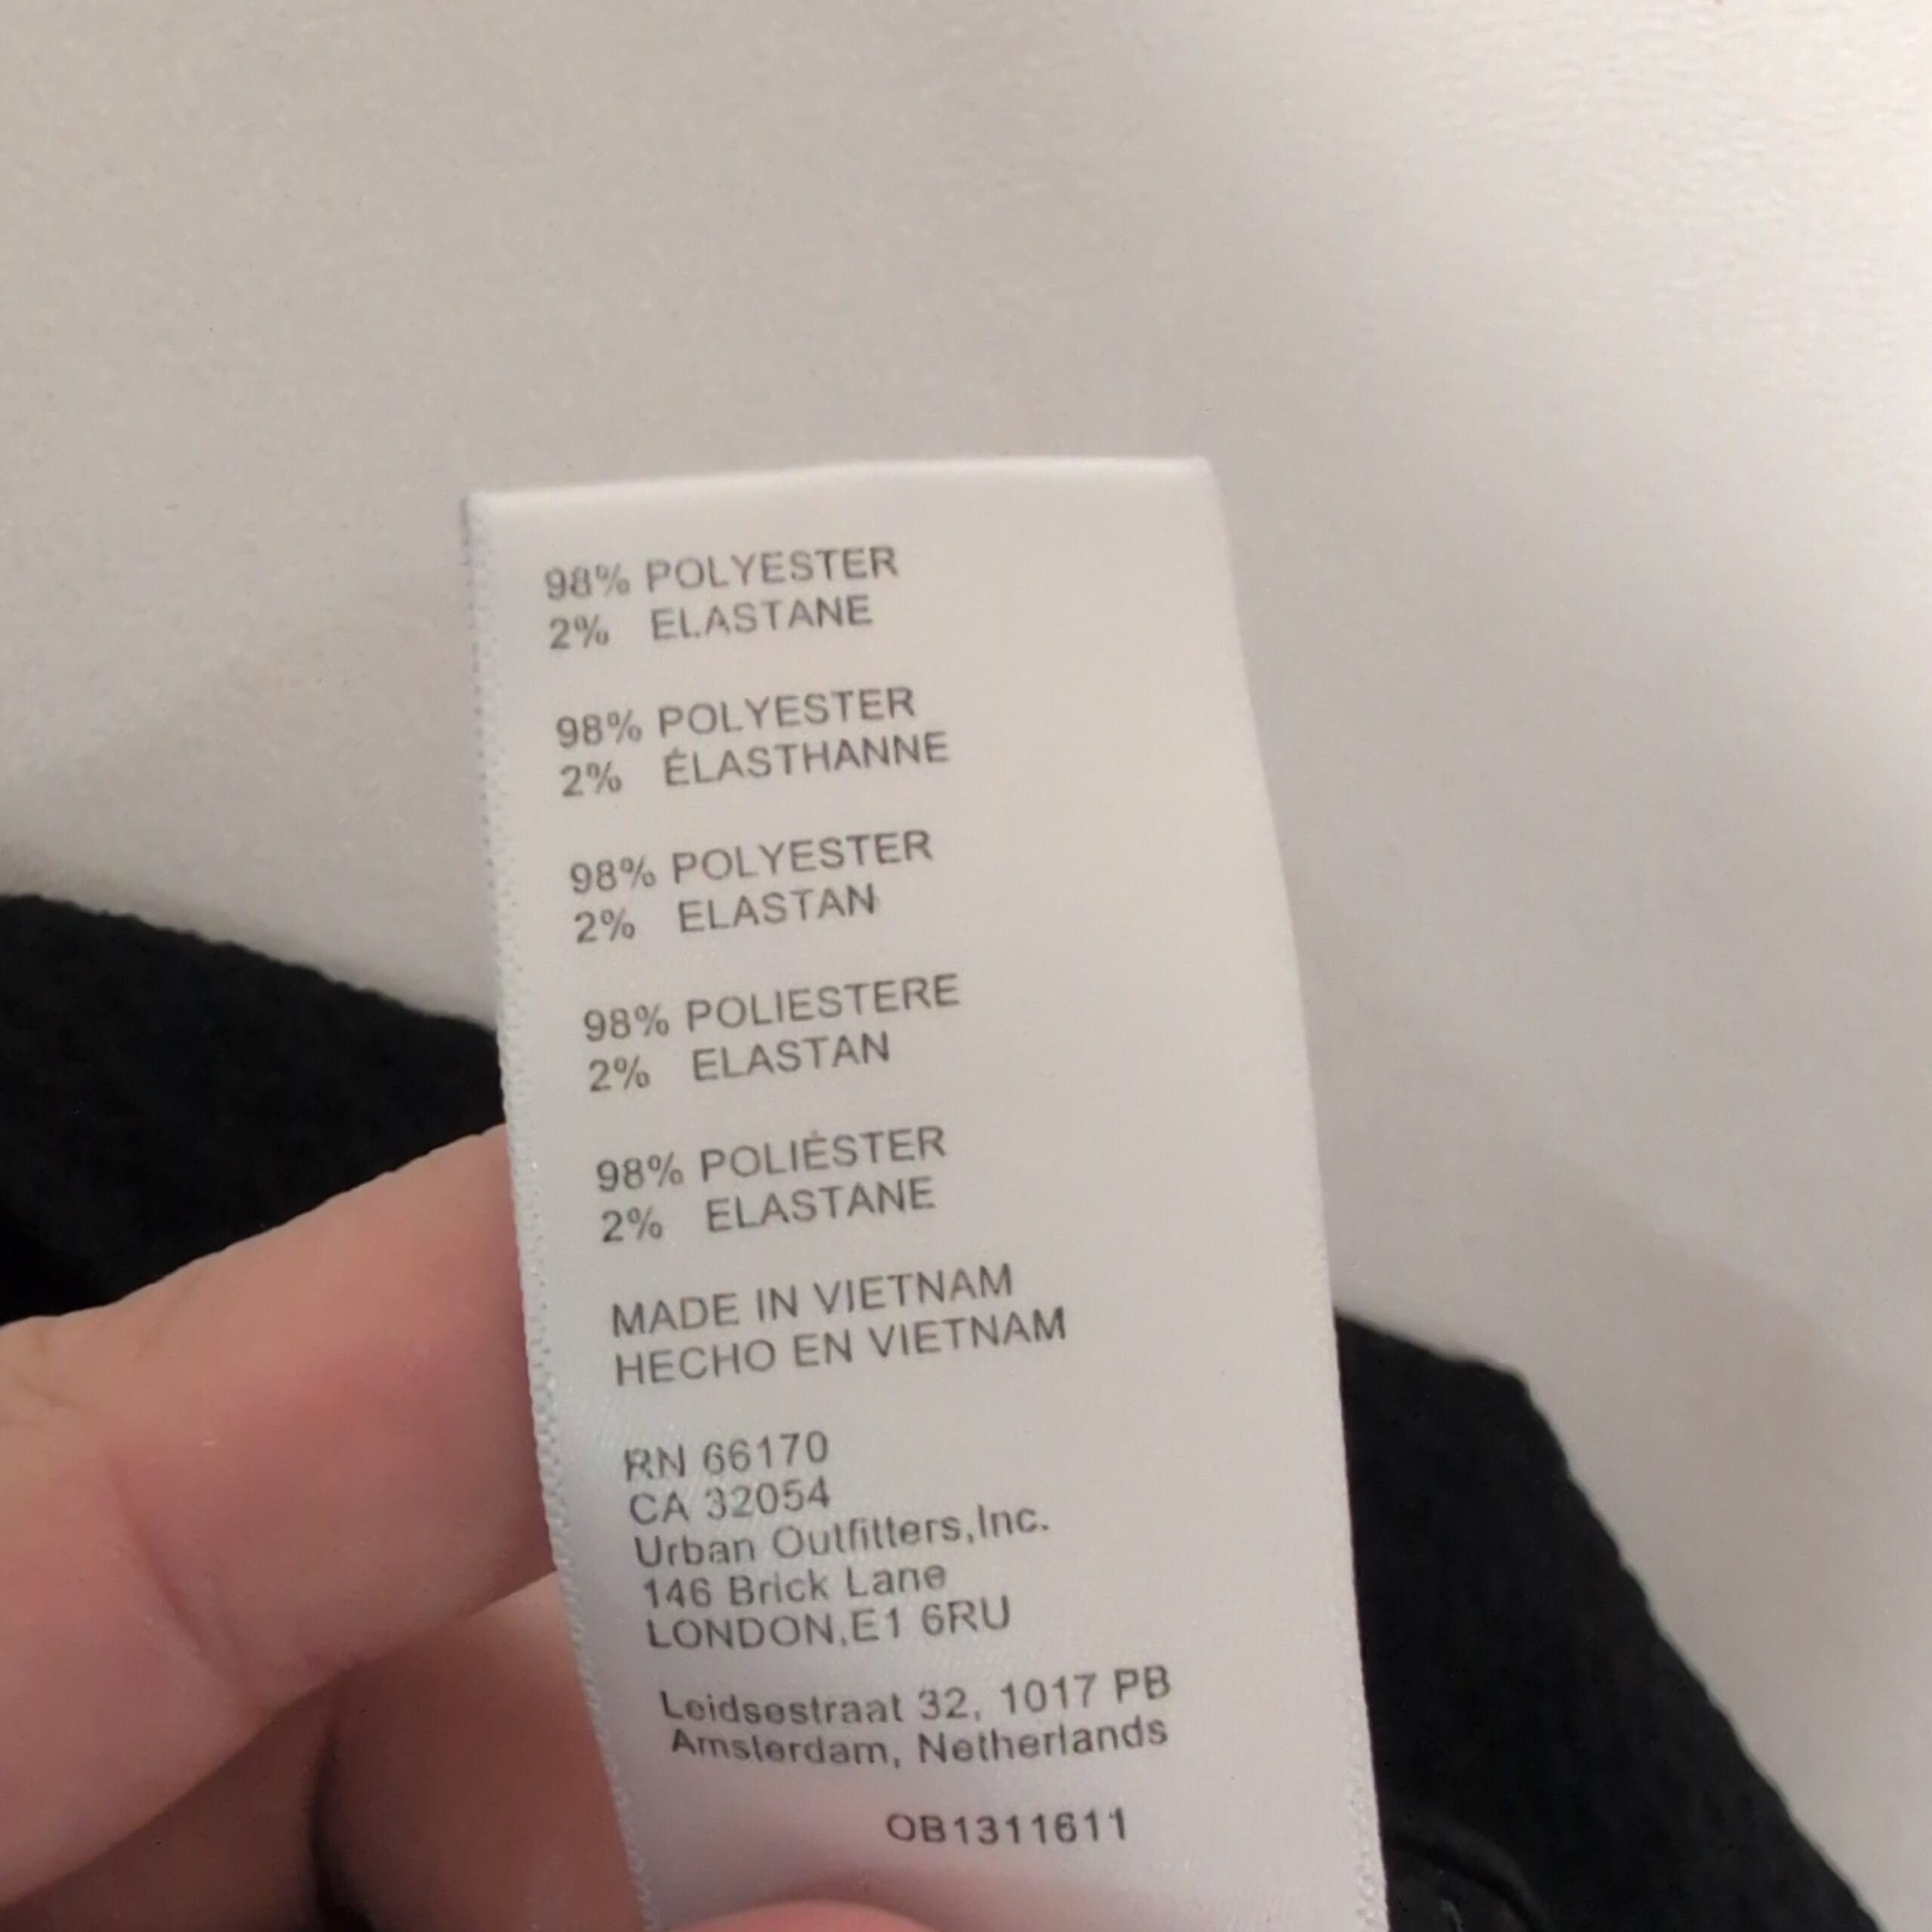 98% POLYESTER
2% ELASTANE
98% POLYESTER
2% ÉLASTHANNE
98% POLYESTER
2% ELASTAN
98% POLIESTERE
2% ELASTAN
98% POLIÉSTER
2% ELASTANE
MADE IN VIETNAM
HECHO EN VIETNAM
RN 66170
CA 32054
Urban Outfitters,Inc.
146 Brick Lane
LONDON,E1 6RU
Leidsestraat 32, 1017 PB
Amsterdam, Netherlands
OB1311611